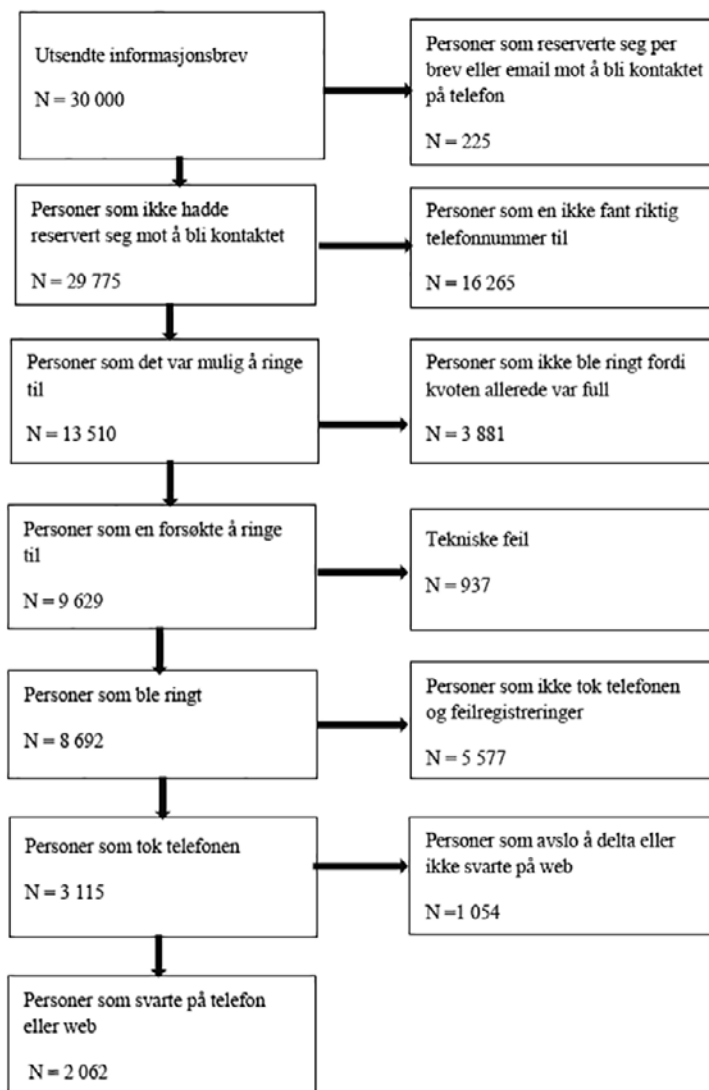 Utsendte informasjonsbrev
N = 30 000
Personer som reserverte seg per
brev eller email mot å bli kontaktet
på telefon
N = 225
Personer som ikke hadde
reservert seg mot å bli kontaktet
N = 29 775
Personer som en ikke fant riktig
telefonnummer til
N = 16 265
Personer som det var mulig å ringe
til
N = 13 510
Personer som ikke ble ringt fordi
kvoten allerede var full
N = 3 881
Personer som en forsøkte å ringe
til
N = 9 629
Tekniske feil
N = 937
Personer som ble ringt
N = 8 692
Personer som ikke tok telefonen
og feilregistreringer
N = 5 577
Personer som tok telefonen
N = 3 115
Personer som avslo å delta eller
ikke svarte på web
N =1 054
Personer som svarte på telefon
eller web
N = 2 062